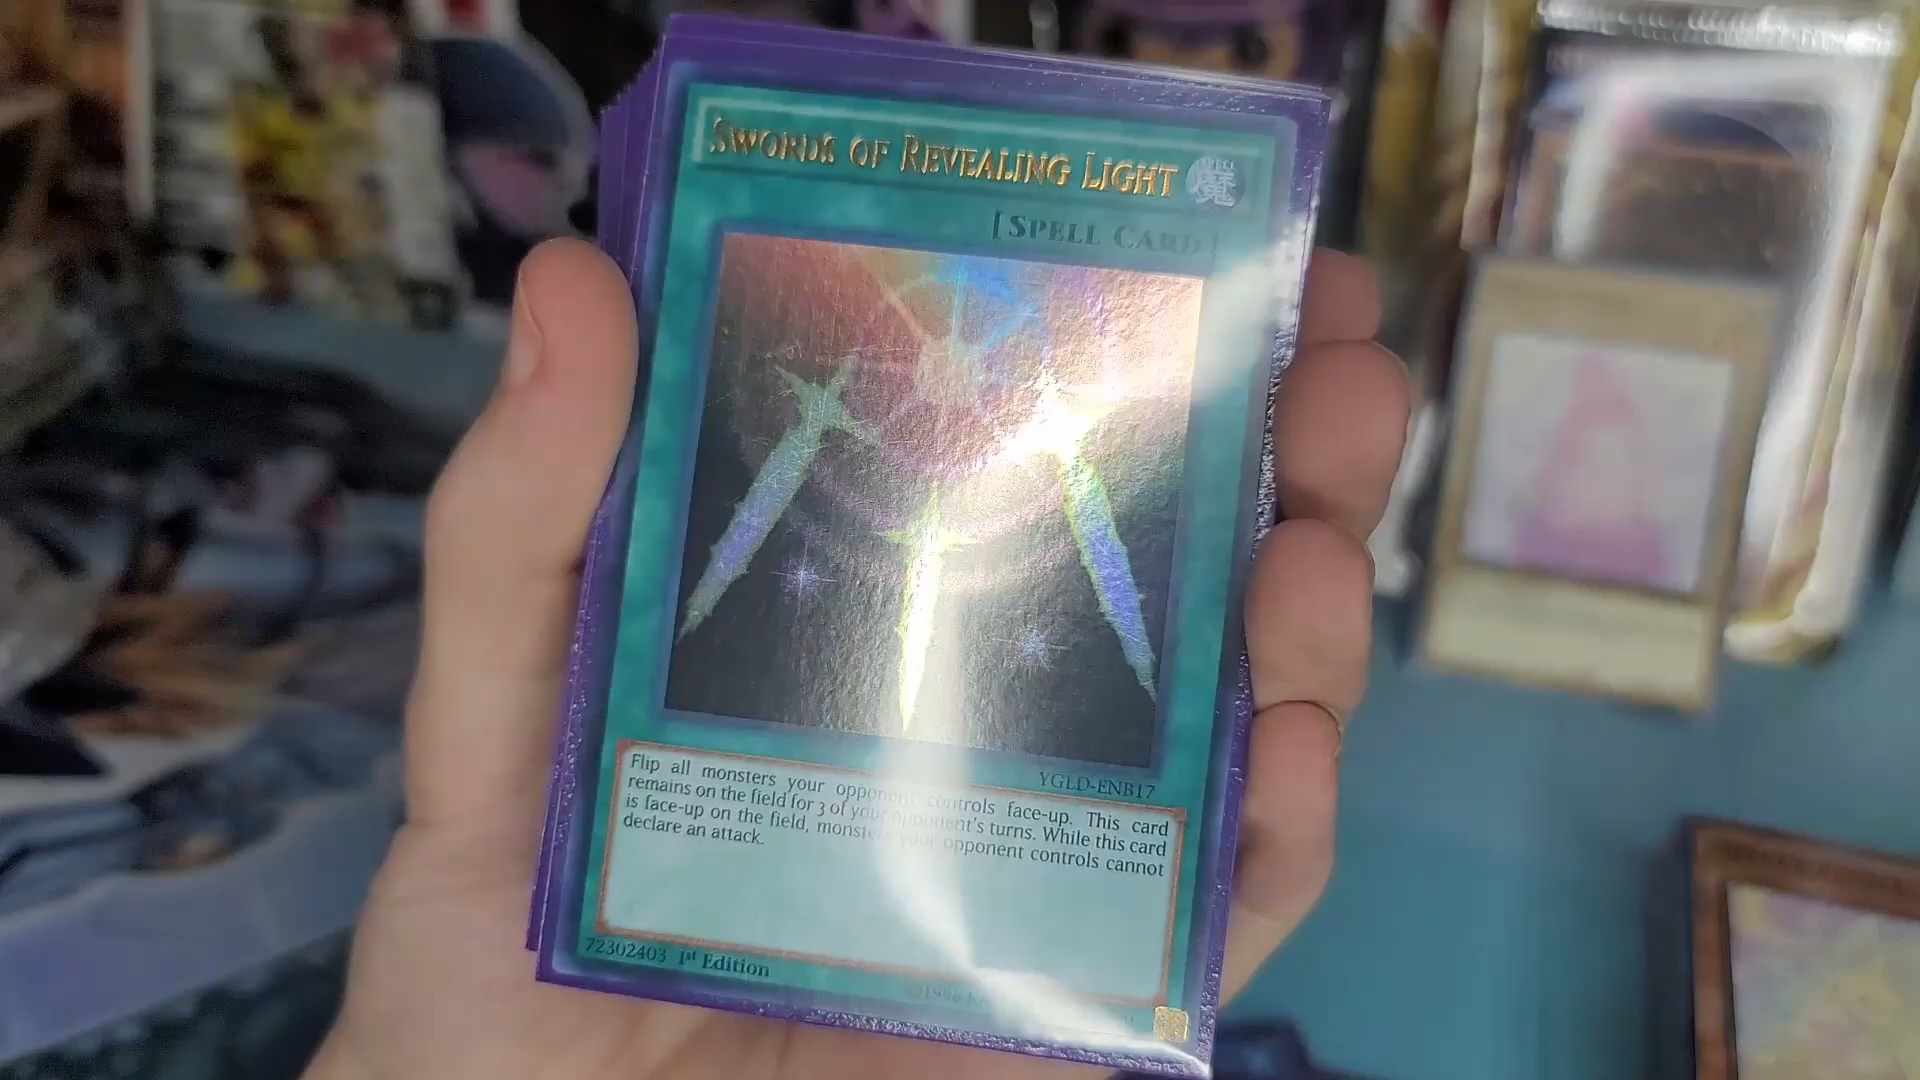 SWORDS OF REVEALING LIGHT
魔
[SPELL CARD]
YGLD-ENB17
Flip all monsters your opponent controls face-up. This card
remains on the field for 3 of your opponent's turns. While this card
is face-up on the field, monsters your opponent controls cannot
declare an attack.
72302403 1st Edition
©1996